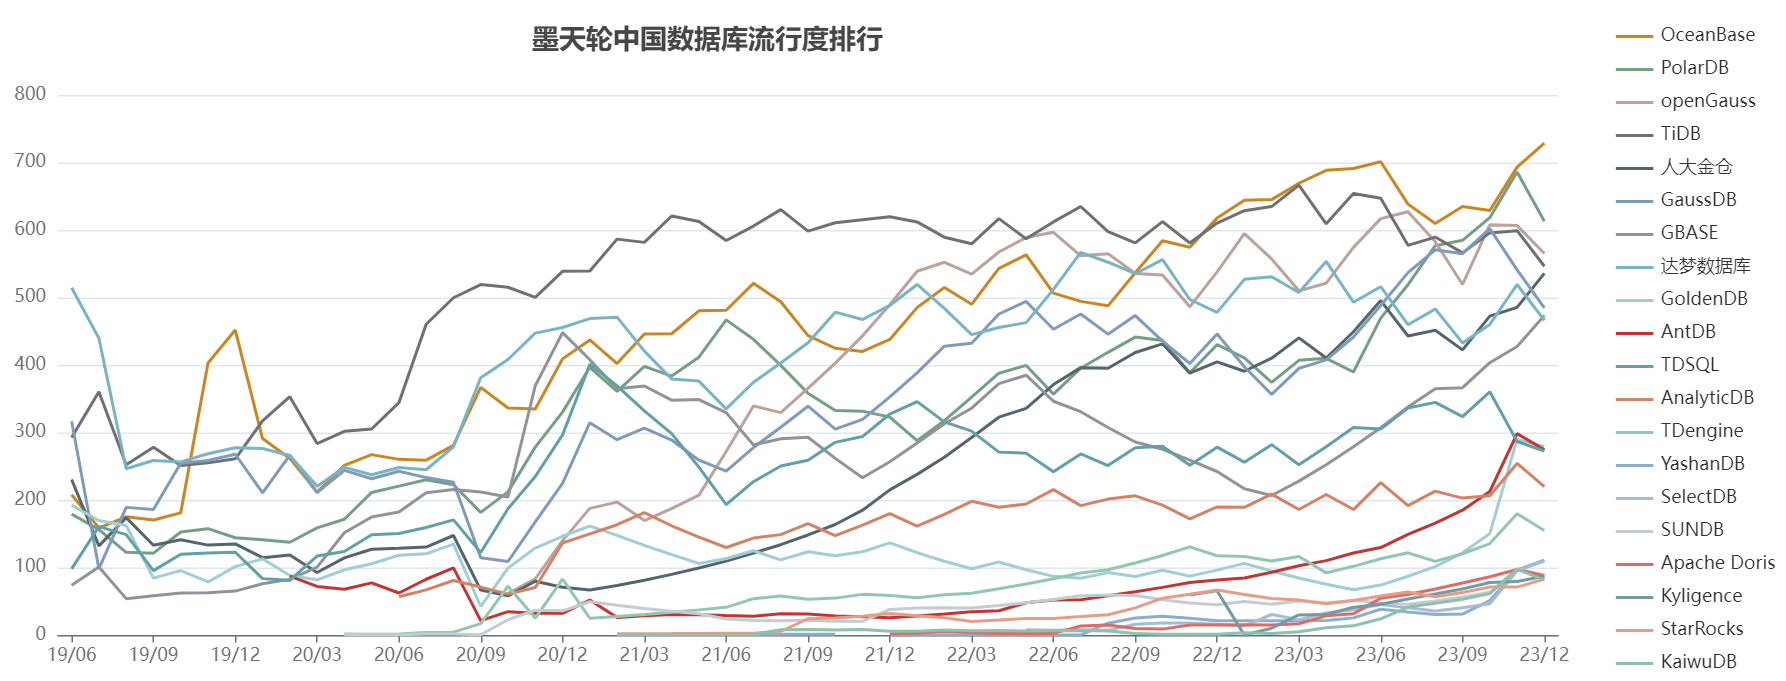 墨天轮中国数据库流行度排行
OceanBase
PolarDB
openGauss
TiDB
人大金仓
GaussDB
GBASE
达梦数据库
GoldenDB
AntDB
TDSQL
AnalyticDB
TDengine
YashanDB
SelectDB
SUNDB
Apache Doris
Kyligence
StarRocks
KaiwuDB
800
700
600
500
400
300
200
100
0
19/06 19/09 19/12 20/03 20/06 20/09 20/12 21/03 21/06 21/09 21/12 22/03 22/06 22/09 22/12 23/03 23/06 23/09 23/12